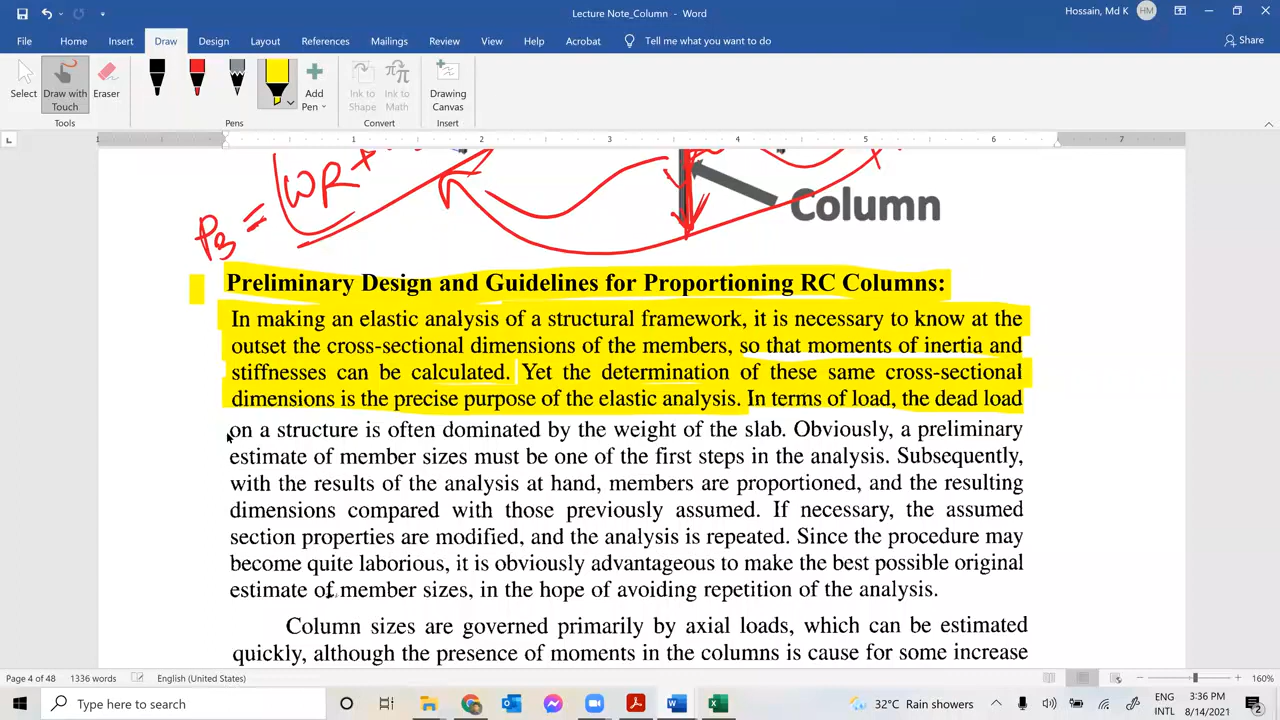 Lecture Note_Column - Word
Hossain, Md K HM
File Home Insert Draw Design Layout References Mailings Review View Help Acrobat Tell me what you want to do Share
Select Draw with Touch Eraser Add Pen Ink to Shape Ink to Math Drawing Canvas
Tools Pens Convert Insert
1 1 2 3 4 5 6 7
P3 = WR +
Column
Preliminary Design and Guidelines for Proportioning RC Columns:
In making an elastic analysis of a structural framework, it is necessary to know at the
outset the cross-sectional dimensions of the members, so that moments of inertia and
stiffnesses can be calculated. Yet the determination of these same cross-sectional
dimensions is the precise purpose of the elastic analysis. In terms of load, the dead load
on a structure is often dominated by the weight of the slab. Obviously, a preliminary
estimate of member sizes must be one of the first steps in the analysis. Subsequently,
with the results of the analysis at hand, members are proportioned, and the resulting
dimensions compared with those previously assumed. If necessary, the assumed
section properties are modified, and the analysis is repeated. Since the procedure may
become quite laborious, it is obviously advantageous to make the best possible original
estimate of member sizes, in the hope of avoiding repetition of the analysis.
Column sizes are governed primarily by axial loads, which can be estimated
quickly, although the presence of moments in the columns is cause for some increase
Page 4 of 48 1336 words English (United States) 160%
Type here to search 32°C Rain showers ENG INTL 3:36 PM 8/14/2021 2